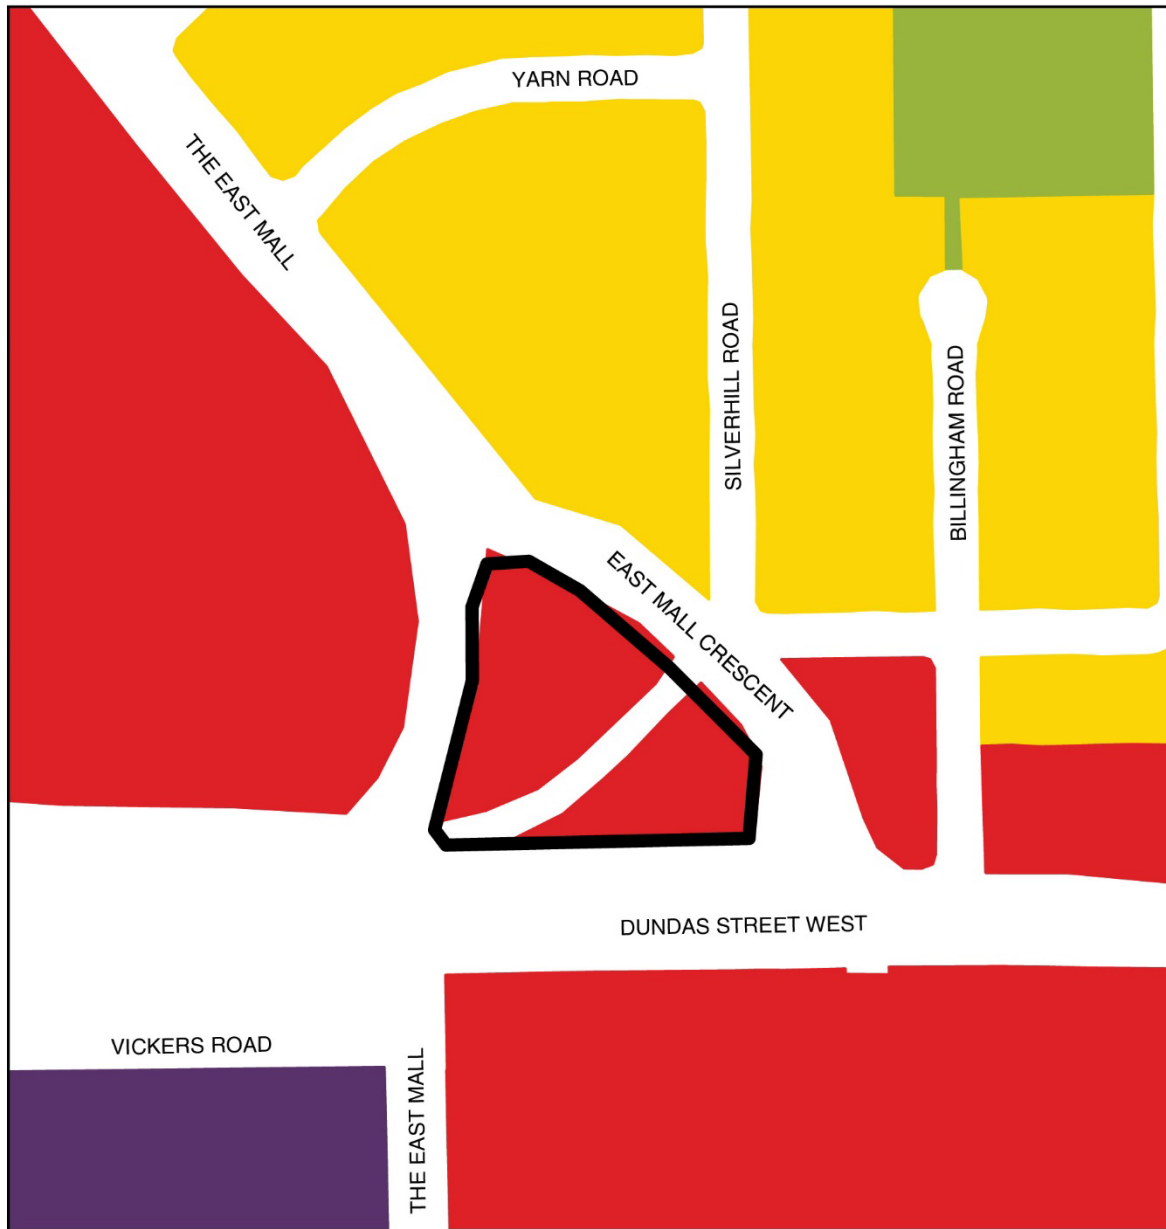 YARN ROAD
THE EAST MALL
SILVERHILL ROAD
BILLINGHAM ROAD
EAST MALL CRESCENT
DUNDAS STREET WEST
VICKERS ROAD
THE EAST MALL